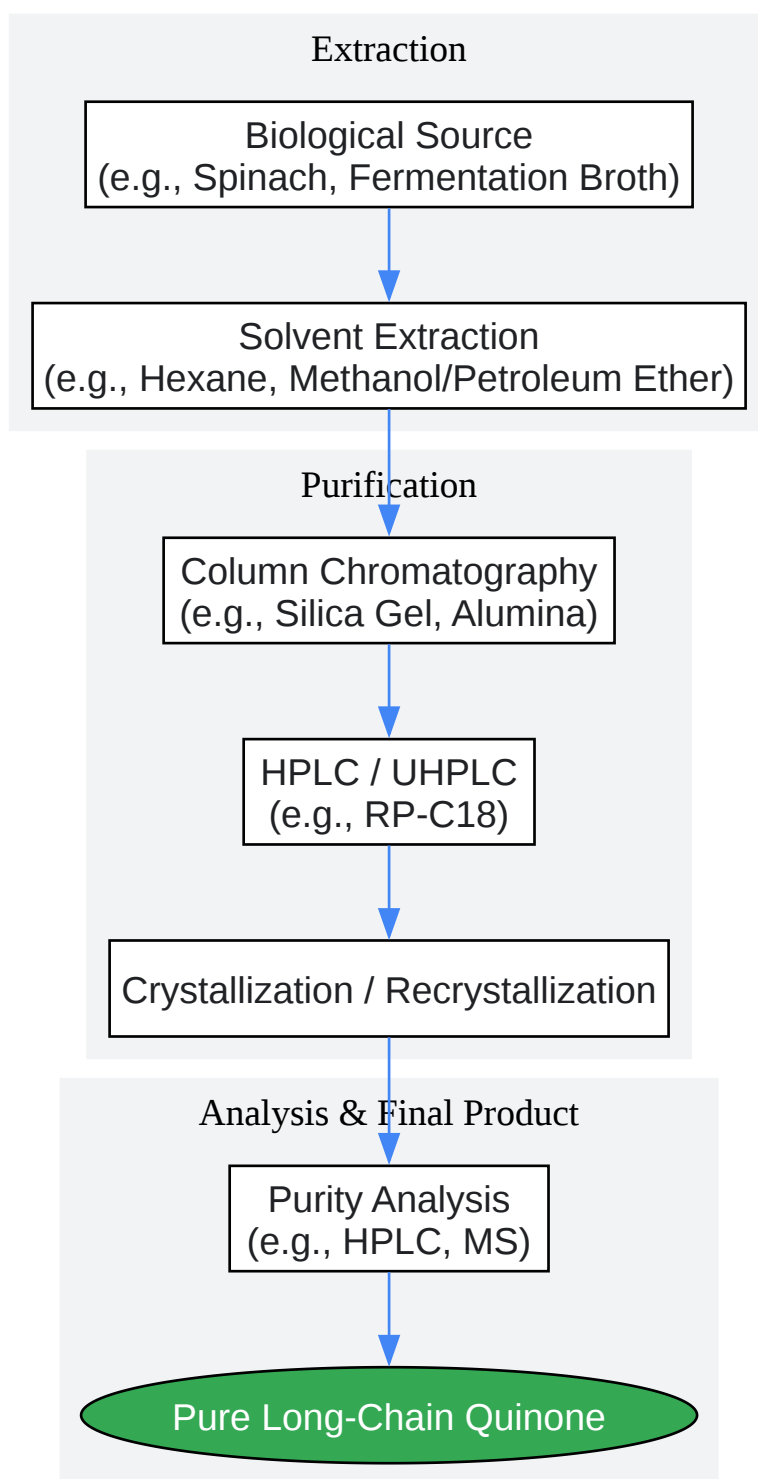 Extraction
Biological Source
(e.g., Spinach, Fermentation Broth)
Solvent Extraction
(e.g., Hexane, Methanol/Petroleum Ether)
Purification
Column Chromatography
(e.g., Silica Gel, Alumina)
HPLC / UHPLC
(e.g., RP-C18)
Crystallization / Recrystallization
Analysis & Final Product
Purity Analysis
(e.g., HPLC, MS)
Pure Long-Chain Quinone